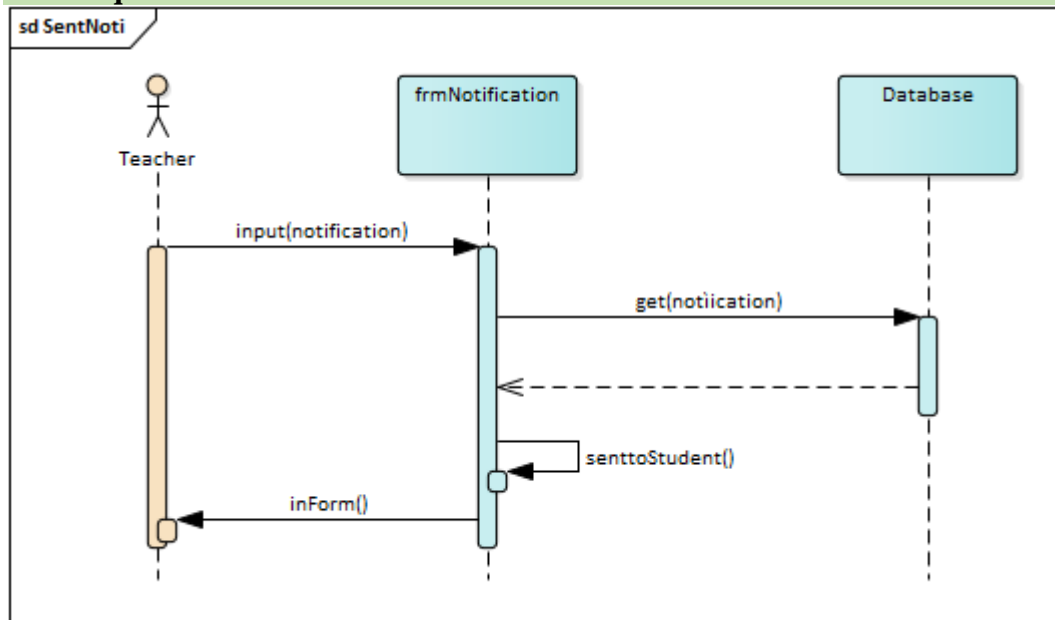 sd SentNoti
frmNotification
Database
Teacher
input(notification)
get(notìication)
senttoStudent()
inForm()